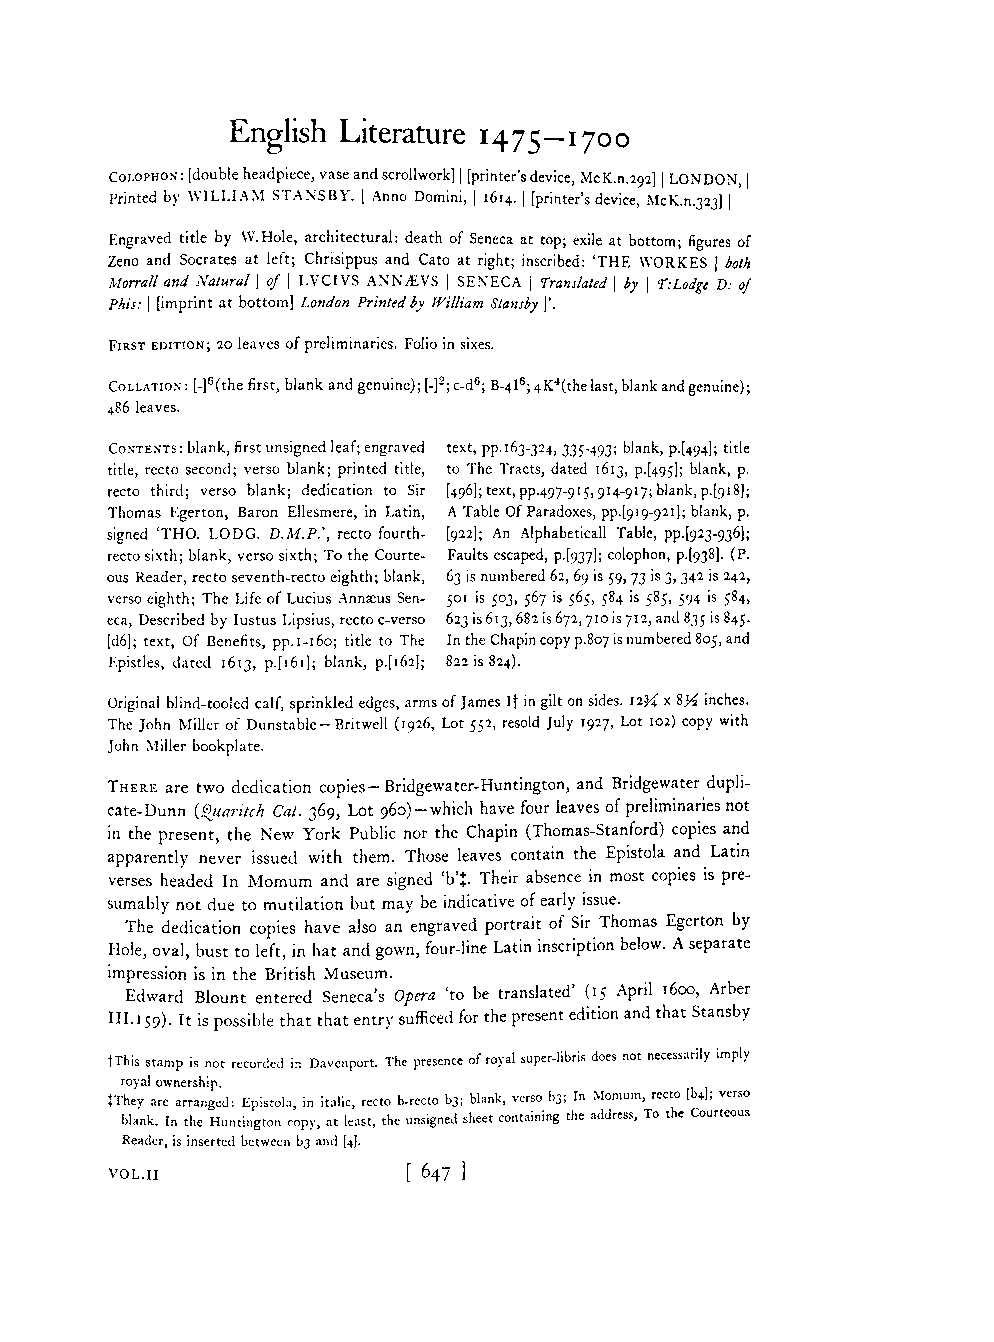 English Literature 1475—1700
COLOPHON: [double headpiece, vase and scrollwork] | [printer's device, McK.n.292] | LONDON, |
Printed by WILLIAM STANSBY. | Anno Domini, | 1614. | [printer's device, McK.n.323] |
Engraved title by W.Hole, architectural: death of Seneca at top; exile at bottom; figures of
Zeno and Socrates at left; Chrisippus and Cato at right; inscribed: 'THE WORKES | both
Morrall and Natural | of | LVCIVS ANNÆVS | SENECA | Translated | by | T:Lodge D: of
Phis: | [imprint at bottom] London Printed by William Stansby |'.
FIRST EDITION; 20 leaves of preliminaries. Folio in sixes.
COLLATION: [-]⁶(the first, blank and genuine); [-]²; c-d⁶; B-4I⁶; 4K⁴(the last, blank and genuine);
486 leaves.
CONTENTS: blank, first unsigned leaf; engraved
title, recto second; verso blank; printed title,
recto third; verso blank; dedication to Sir
Thomas Egerton, Baron Ellesmere, in Latin,
signed 'THO. LODG. D.M.P.', recto fourth-
recto sixth; blank, verso sixth; To the Courte-
ous Reader, recto seventh-recto eighth; blank,
verso eighth; The Life of Lucius Annæus Sen-
eca, Described by Iustus Lipsius, recto c-verso
[d6]; text, Of Benefits, pp.1-160; title to The
Epistles, dated 1613, p.[161]; blank, p.[162];
text, pp.163-324, 335-493; blank, p.[494]; title
to The Tracts, dated 1613, p.[495]; blank, p.
[496]; text, pp.497-915, 914-917; blank, p.[918];
A Table Of Paradoxes, pp.[919-921]; blank, p.
[922]; An Alphabeticall Table, pp.[923-936];
Faults escaped, p.[937]; colophon, p.[938]. (P.
63 is numbered 62, 69 is 59, 73 is 3, 342 is 242,
501 is 503, 567 is 565, 584 is 585, 594 is 584,
623 is 613, 682 is 672, 710 is 712, and 835 is 845.
In the Chapin copy p.807 is numbered 805, and
822 is 824).
Original blind-tooled calf, sprinkled edges, arms of James I† in gilt on sides. 12¾ x 8½ inches.
The John Miller of Dunstable—Britwell (1926, Lot 552, resold July 1927, Lot 102) copy with
John Miller bookplate.
THERE are two dedication copies—Bridgewater-Huntington, and Bridgewater dupli-
cate-Dunn (Quaritch Cat. 369, Lot 960)—which have four leaves of preliminaries not
in the present, the New York Public nor the Chapin (Thomas-Stanford) copies and
apparently never issued with them. Those leaves contain the Epistola and Latin
verses headed In Momum and are signed 'b'‡. Their absence in most copies is pre-
sumably not due to mutilation but may be indicative of early issue.
The dedication copies have also an engraved portrait of Sir Thomas Egerton by
Hole, oval, bust to left, in hat and gown, four-line Latin inscription below. A separate
impression is in the British Museum.
Edward Blount entered Seneca's Opera 'to be translated' (15 April 1600, Arber
III.159). It is possible that that entry sufficed for the present edition and that Stansby
†This stamp is not recorded in Davenport. The presence of royal super-libris does not necessarily imply
royal ownership.
‡They are arranged: Epistola, in italic, recto b-recto b3; blank, verso b3; In Momum, recto [b4]; verso
blank. In the Huntington copy, at least, the unsigned sheet containing the address, To the Courteous
Reader, is inserted between b3 and [4].
VOL.II
[ 647 ]